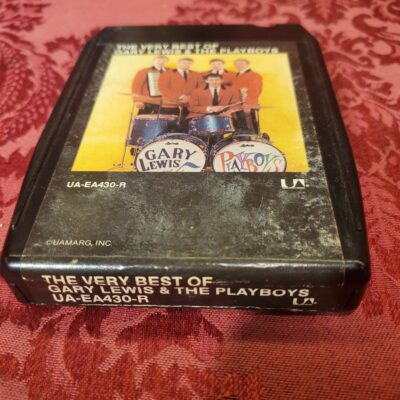 THE VERY BEST OF
GARY LEWIS & THE PLAYBOYS
GARY
LEWIS
PLAYBOYS
UA-EA430-R
UA
©UAMARG, INC
THE VERY BEST OF
GARY LEWIS & THE PLAYBOYS
UA-EA430-R
UA